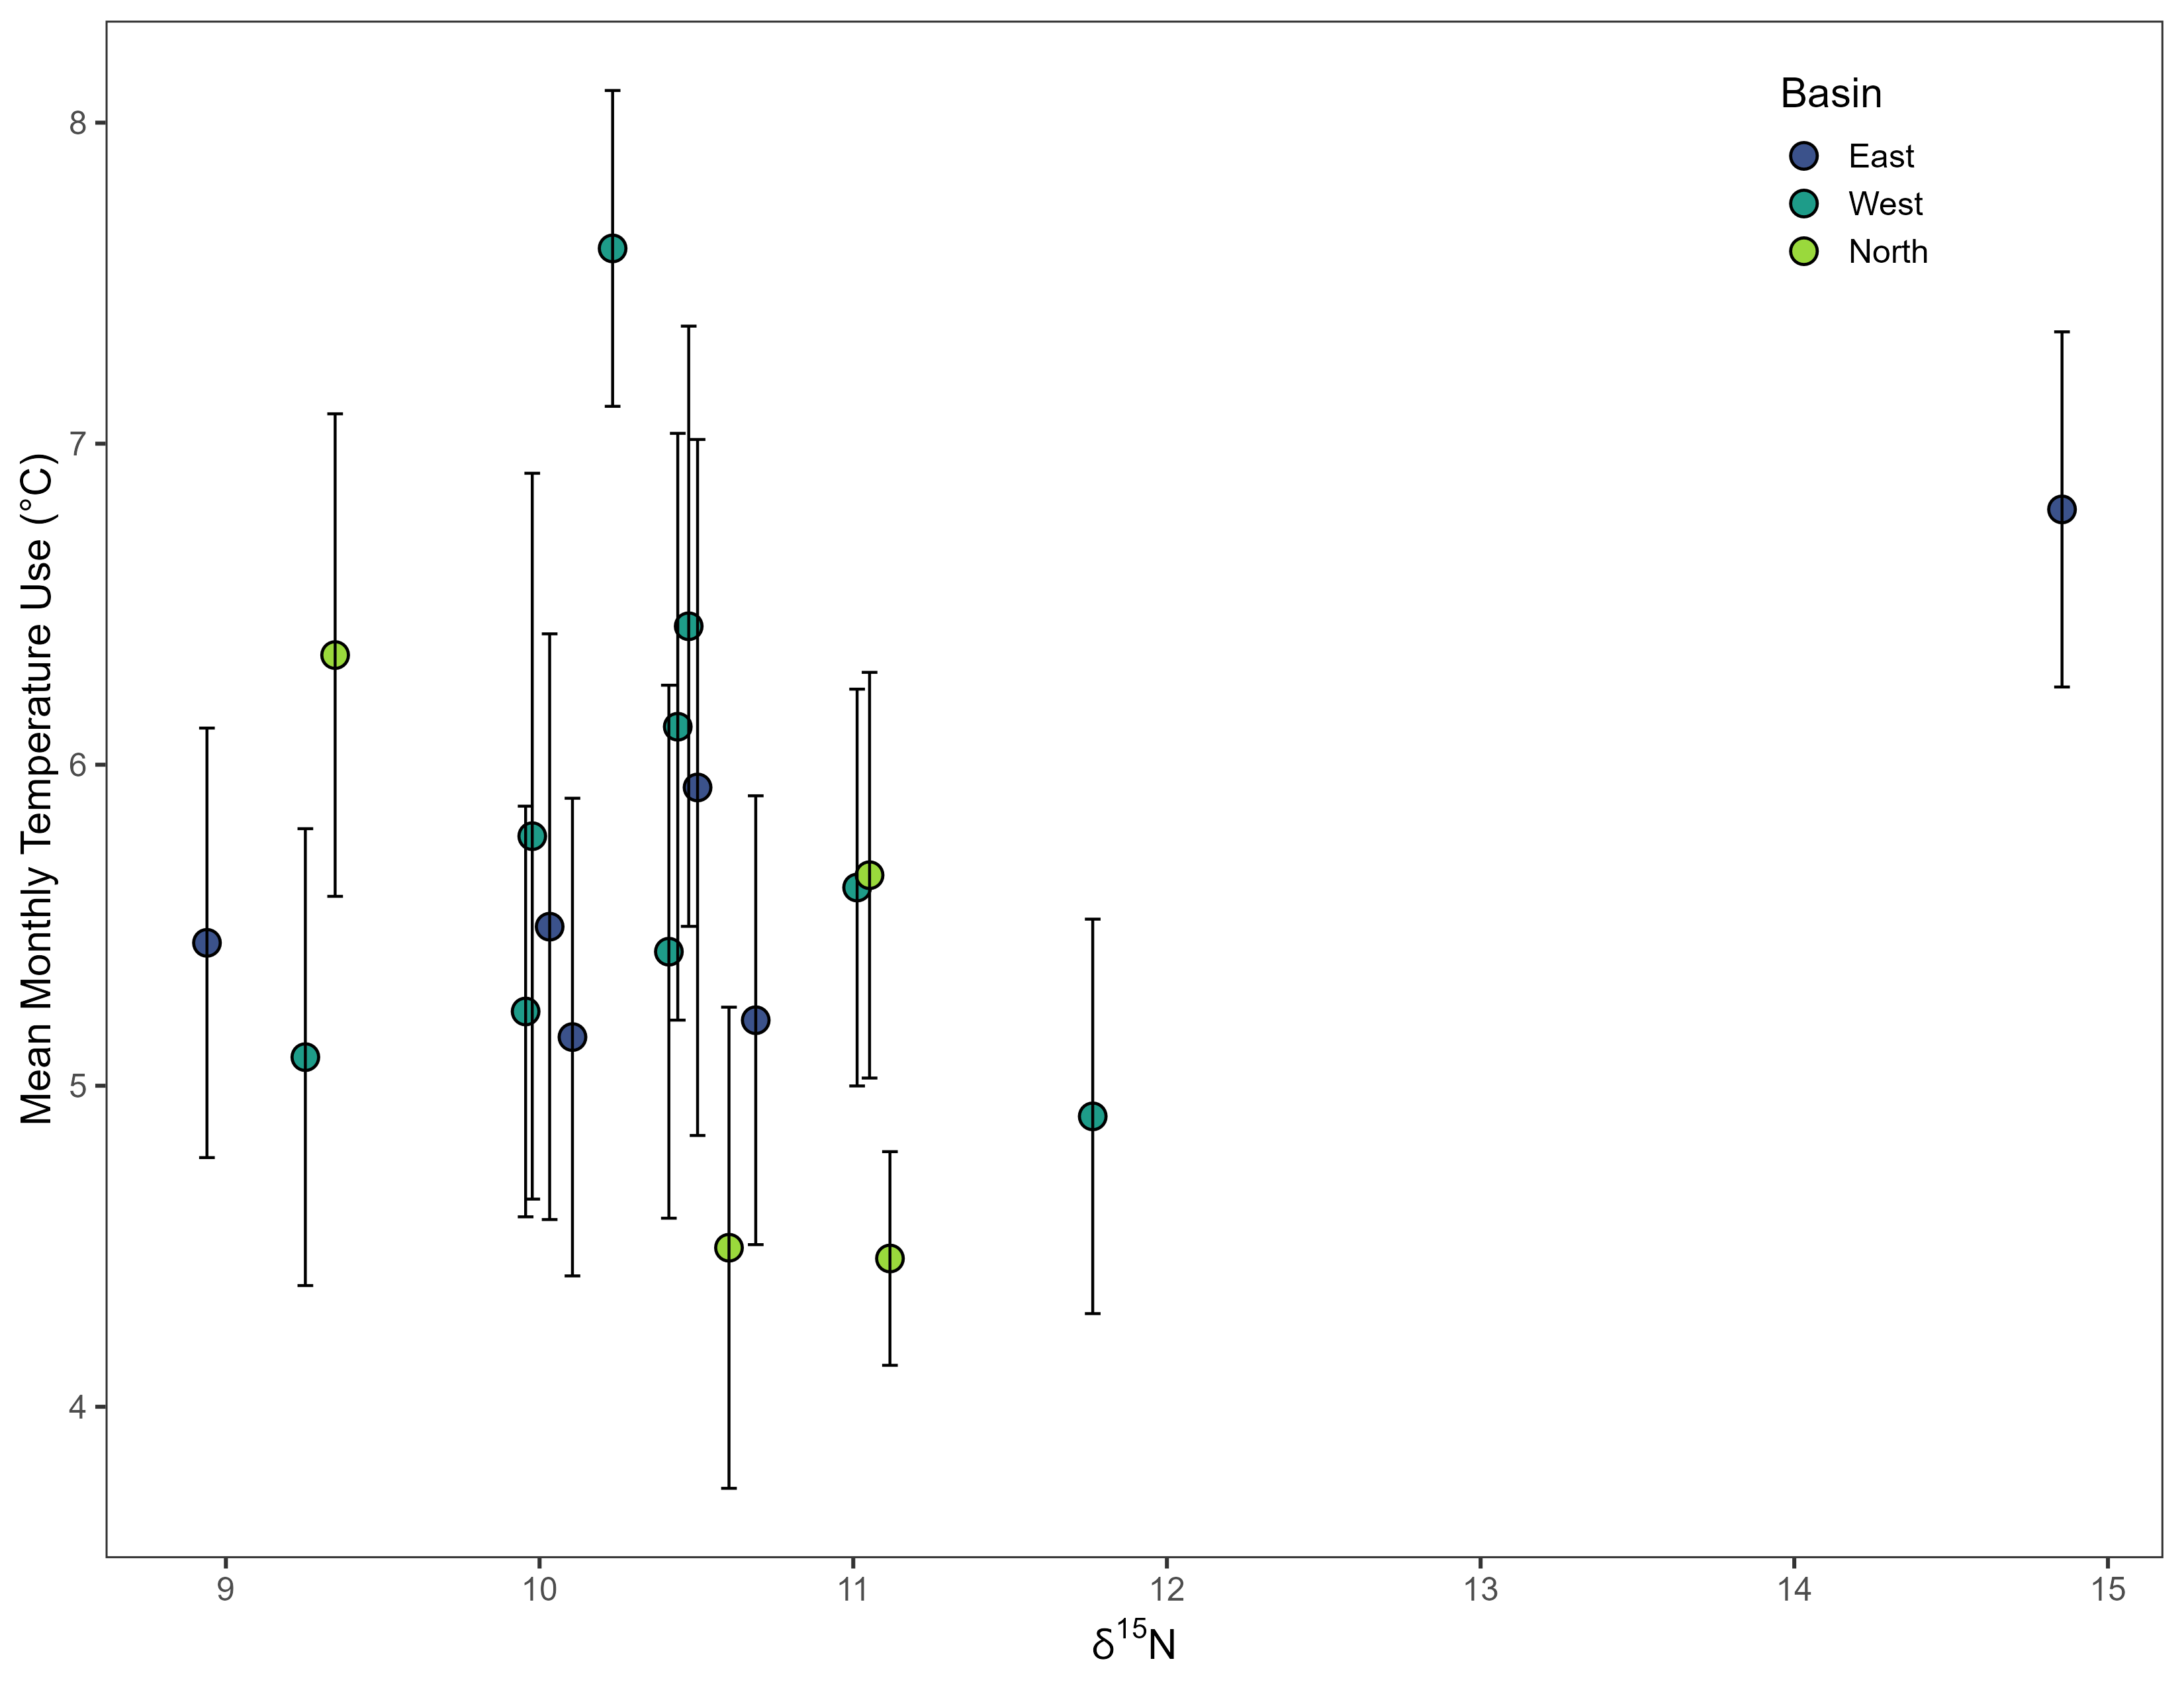 Basin
East
West
North
8
7
6
5
4
Mean Monthly Temperature Use (°C)
9 10 11 12 13 14 15
δ¹⁵N